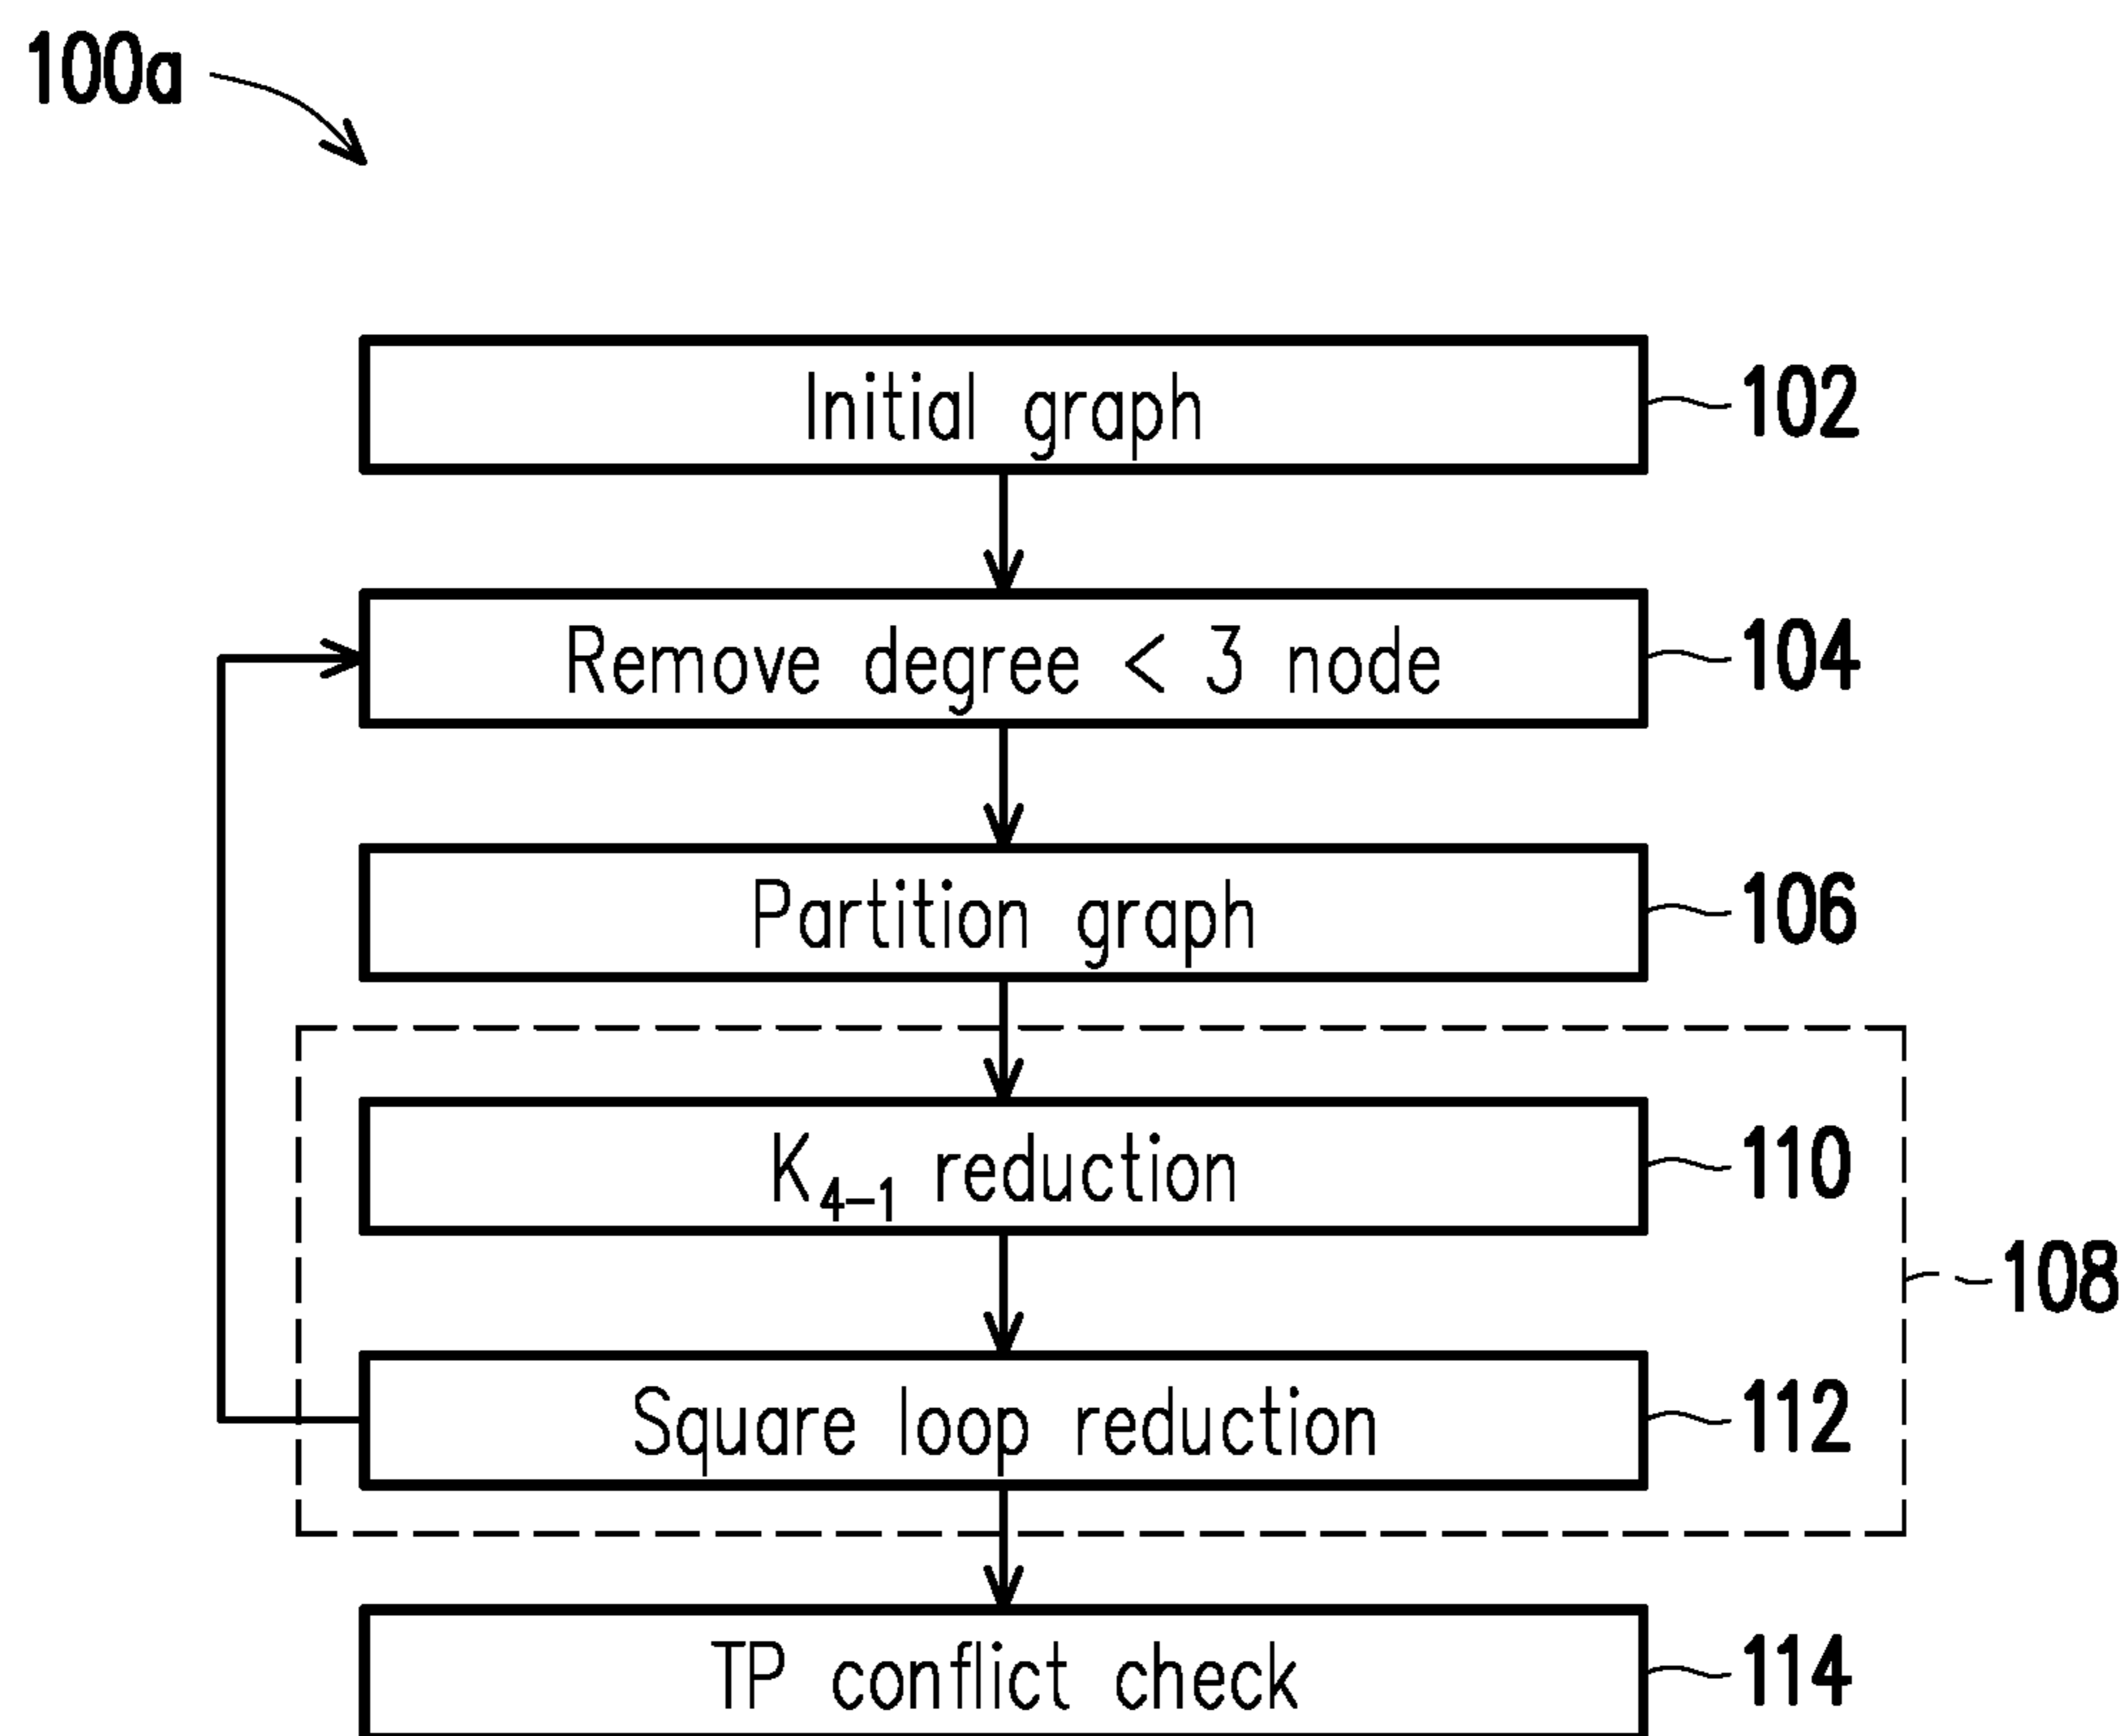 100a
Initial graph
102
Remove degree < 3 node
104
Partition graph
106
K4-1 reduction
110
108
Square loop reduction
112
TP conflict check
114